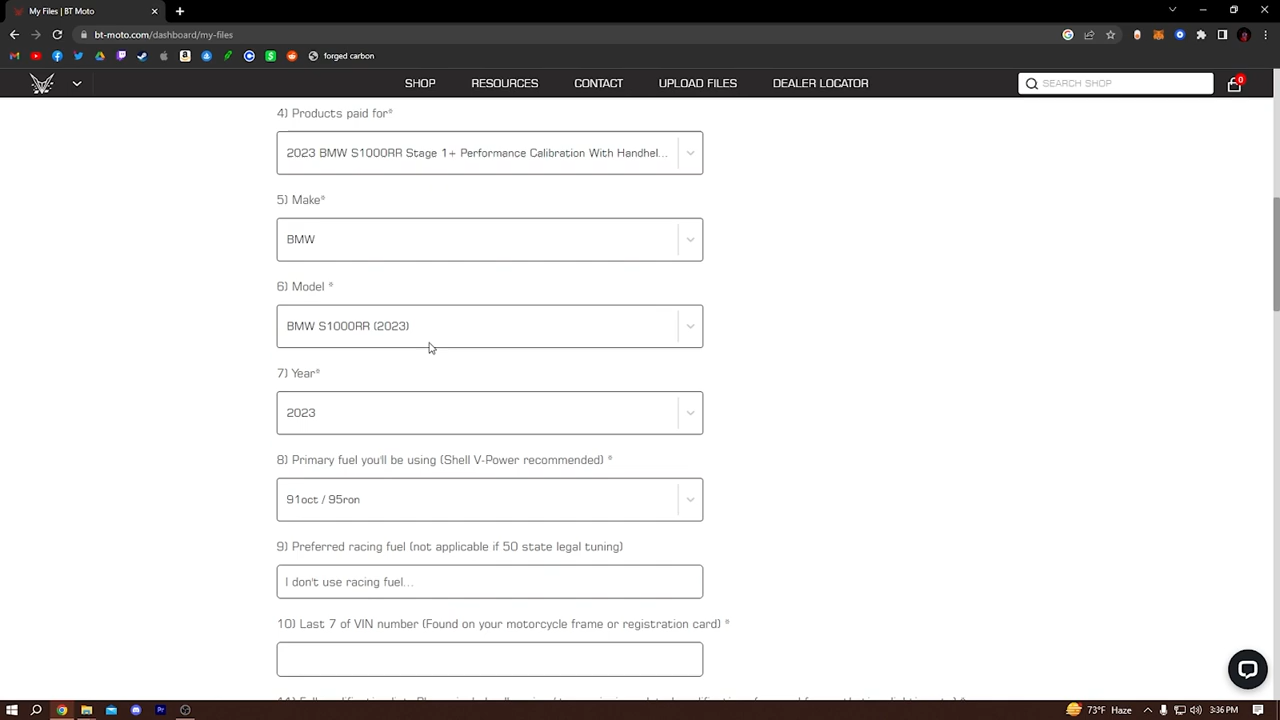 My Files | BT Moto
bt-moto.com/dashboard/my-files
forged carbon
SHOP
RESOURCES
CONTACT
UPLOAD FILES
DEALER LOCATOR
SEARCH SHOP
0
4) Products paid for*
2023 BMW S1000RR Stage 1+ Performance Calibration With Handhel...
5) Make*
BMW
6) Model *
BMW S1000RR (2023)
7) Year*
2023
8) Primary fuel you'll be using (Shell V-Power recommended) *
91oct / 95ron
9) Preferred racing fuel (not applicable if 50 state legal tuning)
I don't use racing fuel...
10) Last 7 of VIN number (Found on your motorcycle frame or registration card) *
73°F Haze
3:36 PM